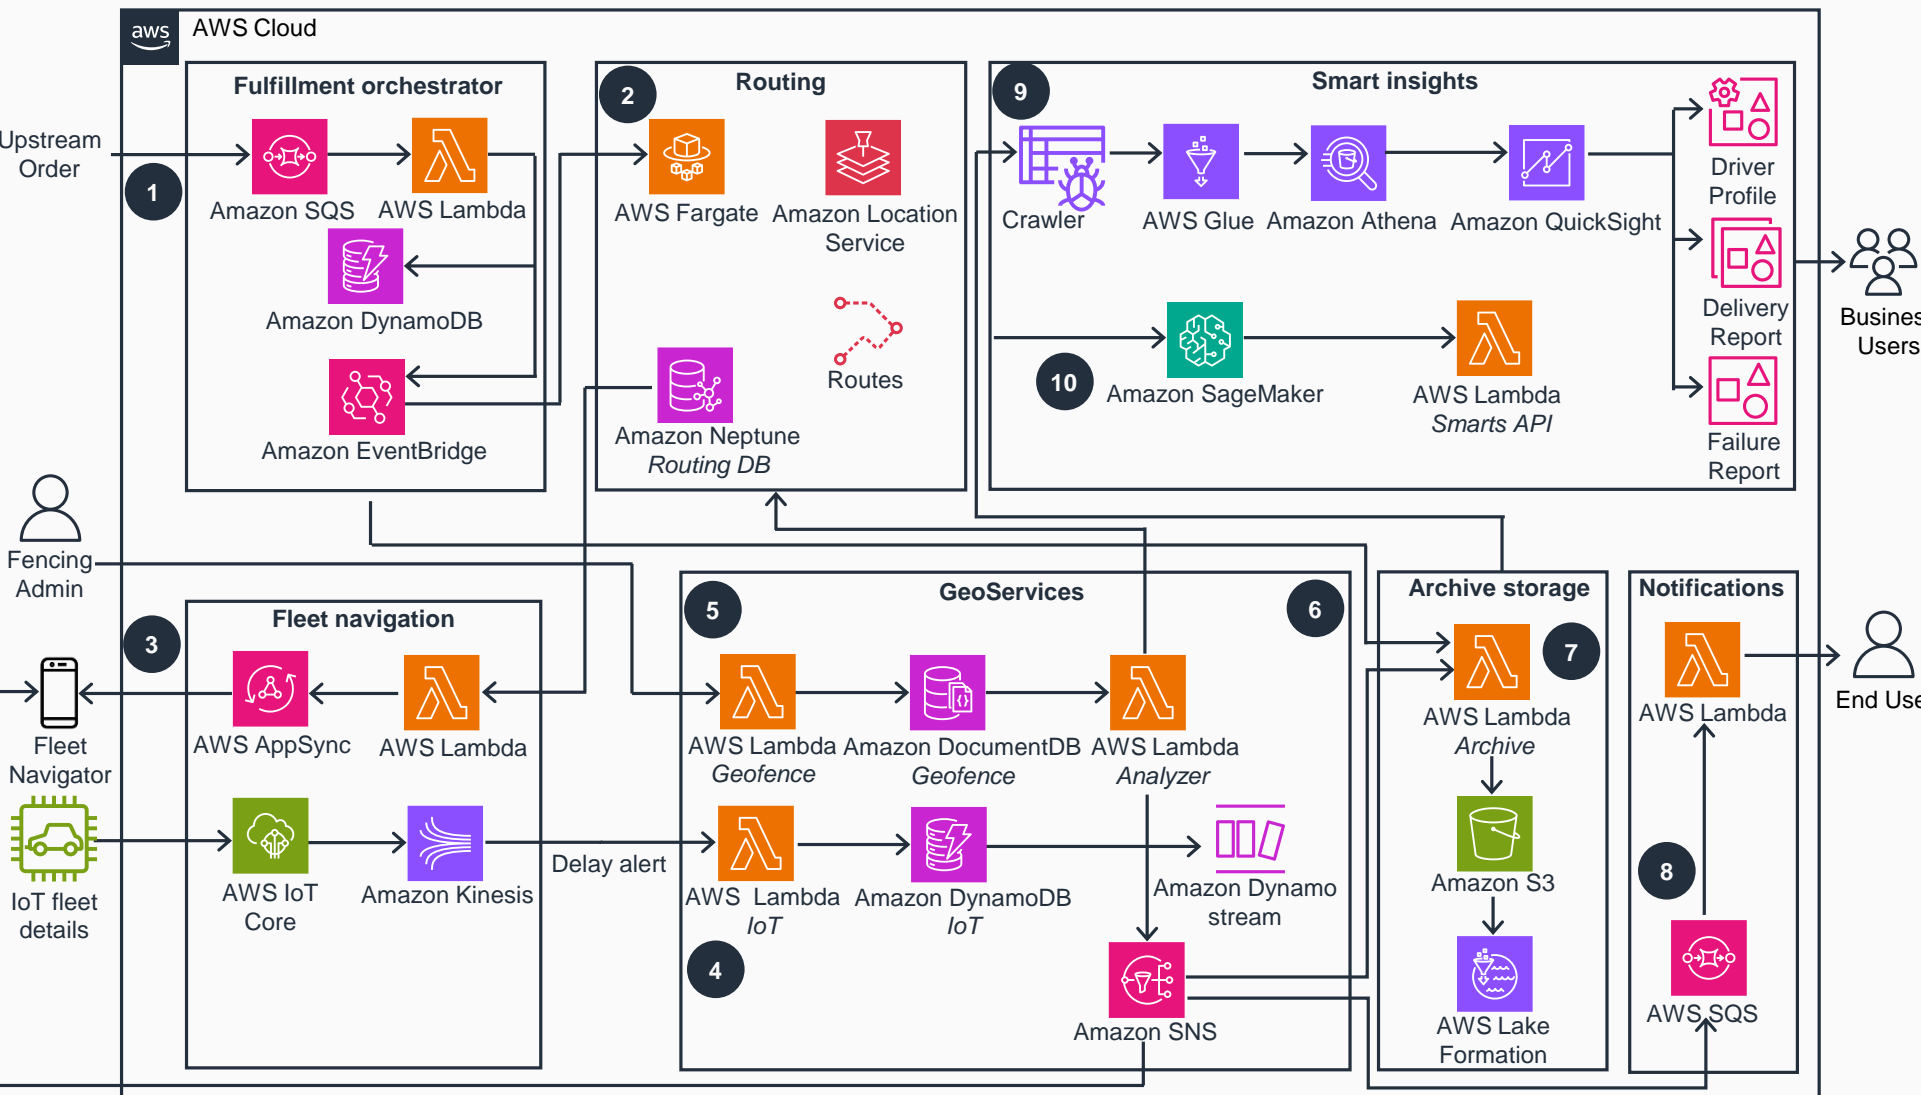 aws
AWS Cloud
Fulfillment orchestrator
Upstream
Order
1
Amazon SQS
AWS Lambda
Amazon DynamoDB
Amazon EventBridge
2
Routing
AWS Fargate
Amazon Location
Service
Routes
Amazon Neptune
Routing DB
9
Smart insights
Crawler
AWS Glue
Amazon Athena
Amazon QuickSight
Driver
Profile
Delivery
Report
Failure
Report
10
Amazon SageMaker
AWS Lambda
Smarts API
Busines
Users
Fencing
Admin
3
Fleet navigation
Fleet
Navigator
AWS AppSync
AWS Lambda
IoT fleet
details
AWS IoT
Core
Amazon Kinesis
Delay alert
5
GeoServices
6
AWS Lambda
Geofence
Amazon DocumentDB
Geofence
AWS Lambda
Analyzer
AWS Lambda
IoT
Amazon DynamoDB
IoT
Amazon Dynamo
stream
4
Amazon SNS
Archive storage
7
AWS Lambda
Archive
Amazon S3
AWS Lake
Formation
Notifications
AWS Lambda
8
AWS SQS
End Use